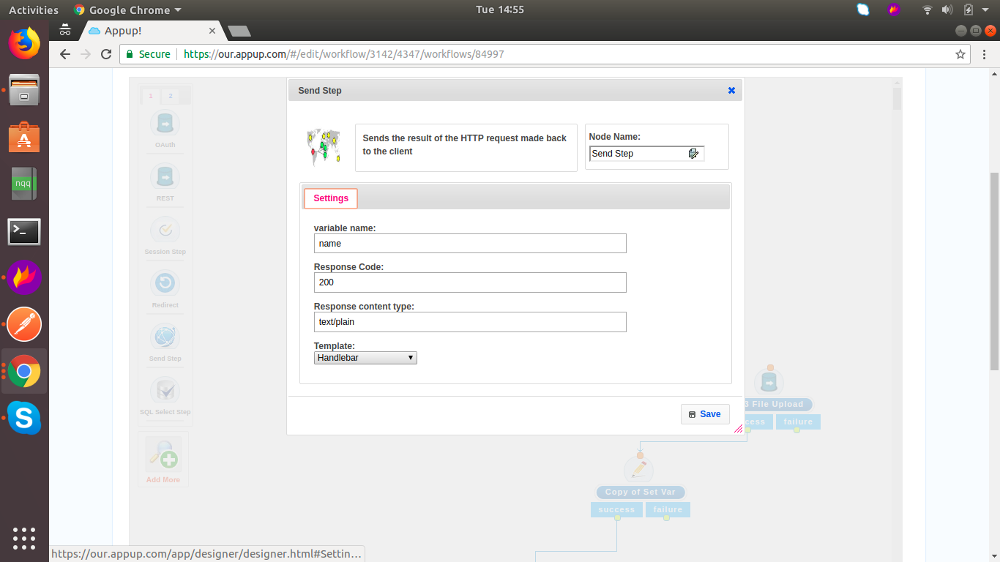 Activities
Google Chrome
Tue 14:55
Appup!
Secure
https://our.appup.com/#/edit/workflow/3142/4347/workflows/84997
nqq
1 2
OAuth
REST
Session Step
Redirect
Send Step
SQL Select Step
Add More
Send Step
Sends the result of the HTTP request made back
to the client
Node Name:
Send Step
Settings
variable name:
name
Response Code:
200
Response content type:
text/plain
Template:
Handlebar
Save
3 File Upload
cess failure
Copy of Set Var
success failure
https://our.appup.com/app/designer/designer.html#Settin…